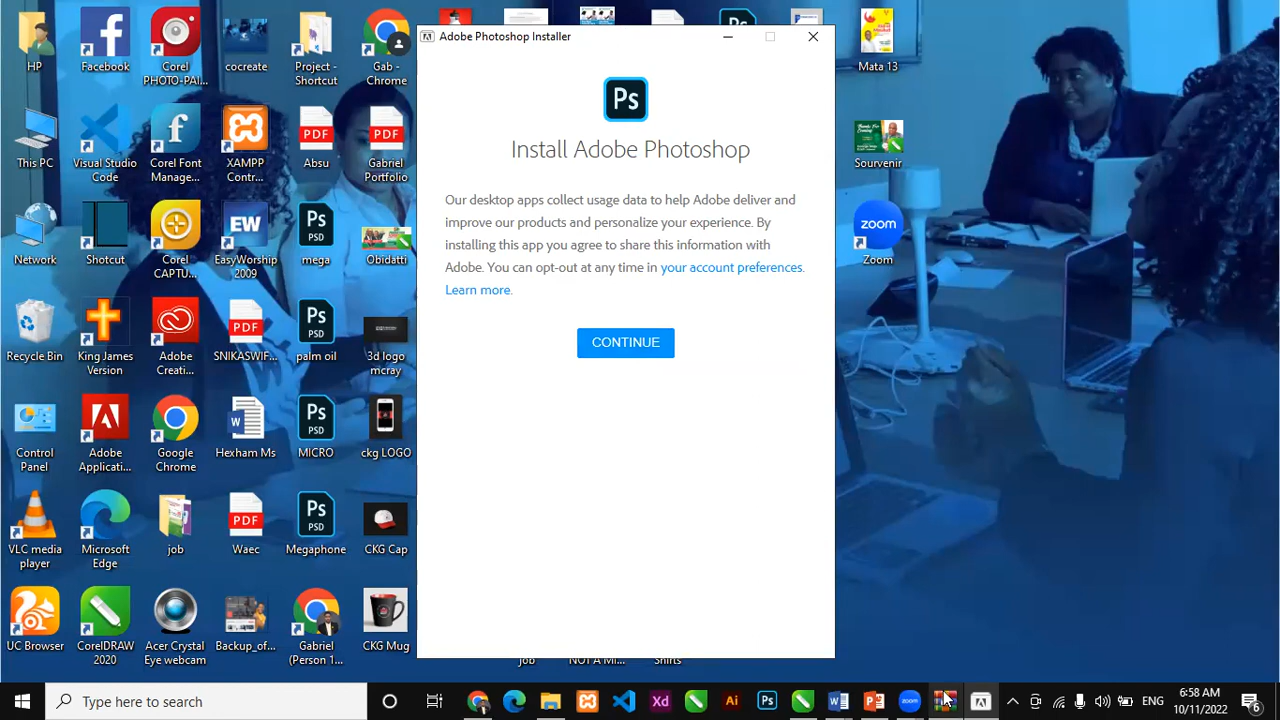 Adobe Photoshop Installer
Ps
Install Adobe Photoshop
Our desktop apps collect usage data to help Adobe deliver and
improve our products and personalize your experience. By
installing this app you agree to share this information with
Adobe. You can opt-out at any time in your account preferences.
Learn more.
CONTINUE
HP
Facebook
Corel
PHOTO-PAI...
cocreate
Project -
Shortcut
Gab -
Chrome
Mata 13
This PC
Visual Studio
Code
Corel Font
Manage...
XAMPP
Contr...
PDF
Absu
PDF
Gabriel
Portfolio
Sourvenir
Network
Shotcut
Corel
CAPTU...
EW
EasyWorship
2009
Ps
PSD
mega
Obidatti
zoom
Zoom
Recycle Bin
King James
Version
Adobe
Creati...
PDF
SNIKASWIF...
Ps
PSD
palm oil
3d logo
mcray
Control
Panel
Adobe
Applicati...
Google
Chrome
Hexham Ms
Ps
PSD
MICRO
ckg LOGO
VLC media
player
Microsoft
Edge
job
PDF
Waec
Ps
PSD
Megaphone
CKG Cap
UC Browser
CorelDRAW
2020
Acer Crystal
Eye webcam
Backup_of...
Gabriel
(Person 1...
CKG Mug
Type here to search
Xd
Ai
Ps
zoom
ENG
6:58 AM
10/11/2022
6